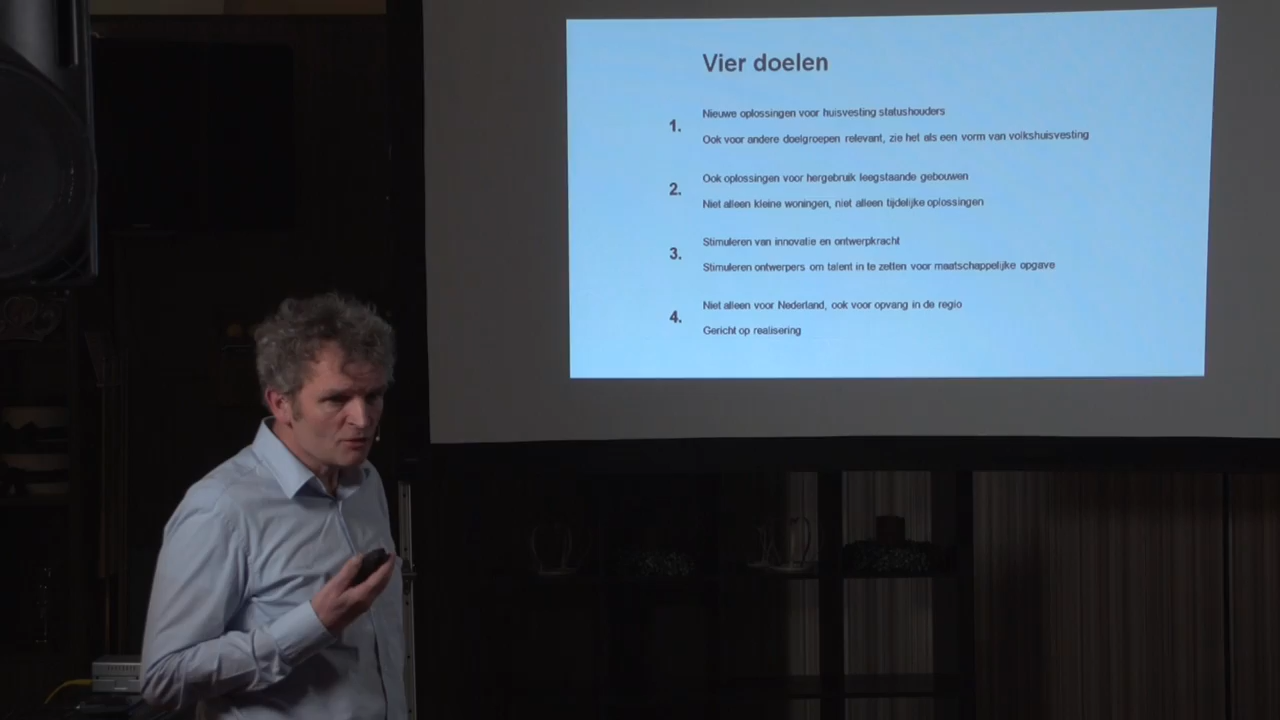 Vier doelen
1.
Nieuwe oplossingen voor huisvesting statushouders
Ook voor andere doelgroepen relevant, zie het als een vorm van volkshuisvesting
2.
Ook oplossingen voor hergebruik leegstaande gebouwen
Niet alleen kleine woningen, niet alleen tijdelijke oplossingen
3.
Stimuleren van innovatie en ontwerpkracht
Stimuleren ontwerpers om talent in te zetten voor maatschappelijke opgave
4.
Niet alleen voor Nederland, ook voor opvang in de regio
Gericht op realisering